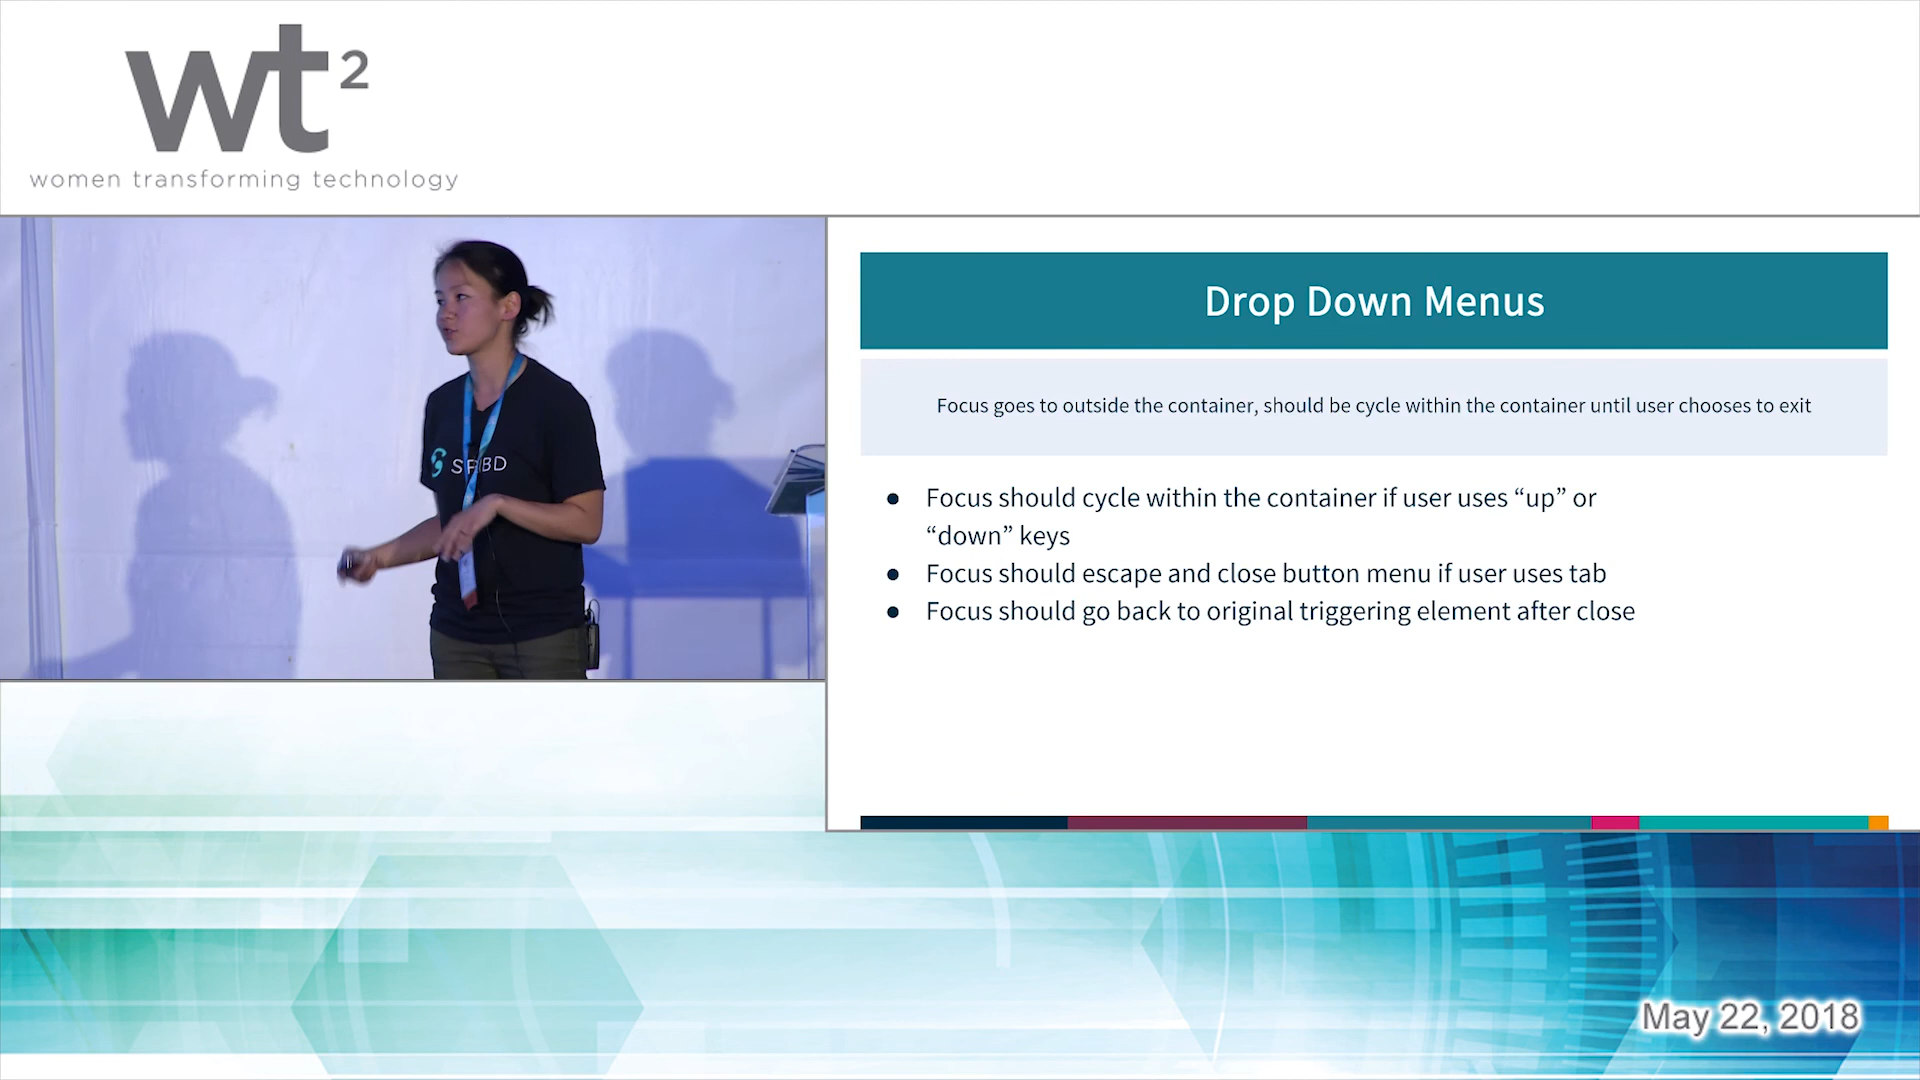 wt²
women transforming technology
Drop Down Menus
Focus goes to outside the container, should be cycle within the container until user chooses to exit
● Focus should cycle within the container if user uses “up” or
“down” keys
● Focus should escape and close button menu if user uses tab
● Focus should go back to original triggering element after close
May 22, 2018